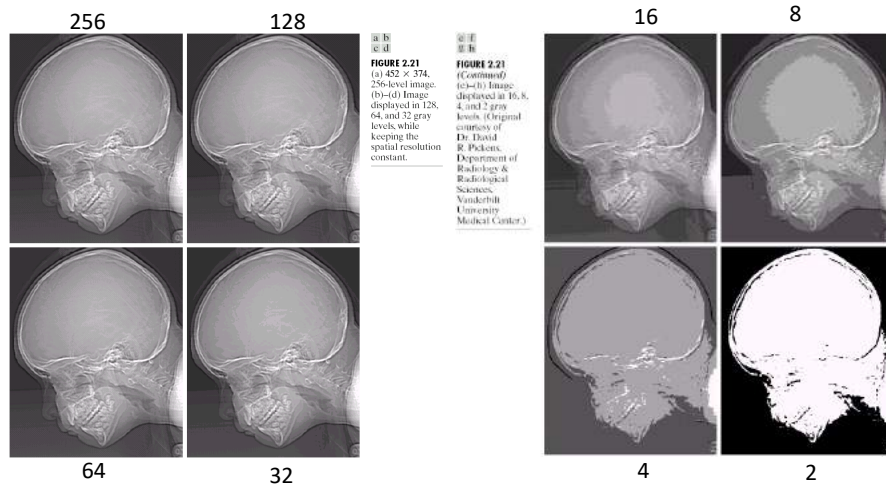 256
128
64
32
a b
c d
FIGURE 2.21
(a) 452 × 374,
256-level image.
(b)–(d) Image
displayed in 128,
64, and 32 gray
levels, while
keeping the
spatial resolution
constant.
e f
g h
FIGURE 2.21
(Continued)
(e)–(h) Image
displayed in 16, 8,
4, and 2 gray
levels. (Original
courtesy of
Dr. David
R. Pickens,
Department of
Radiology &
Radiological
Sciences,
Vanderbilt
University
Medical Center.)
16
8
4
2